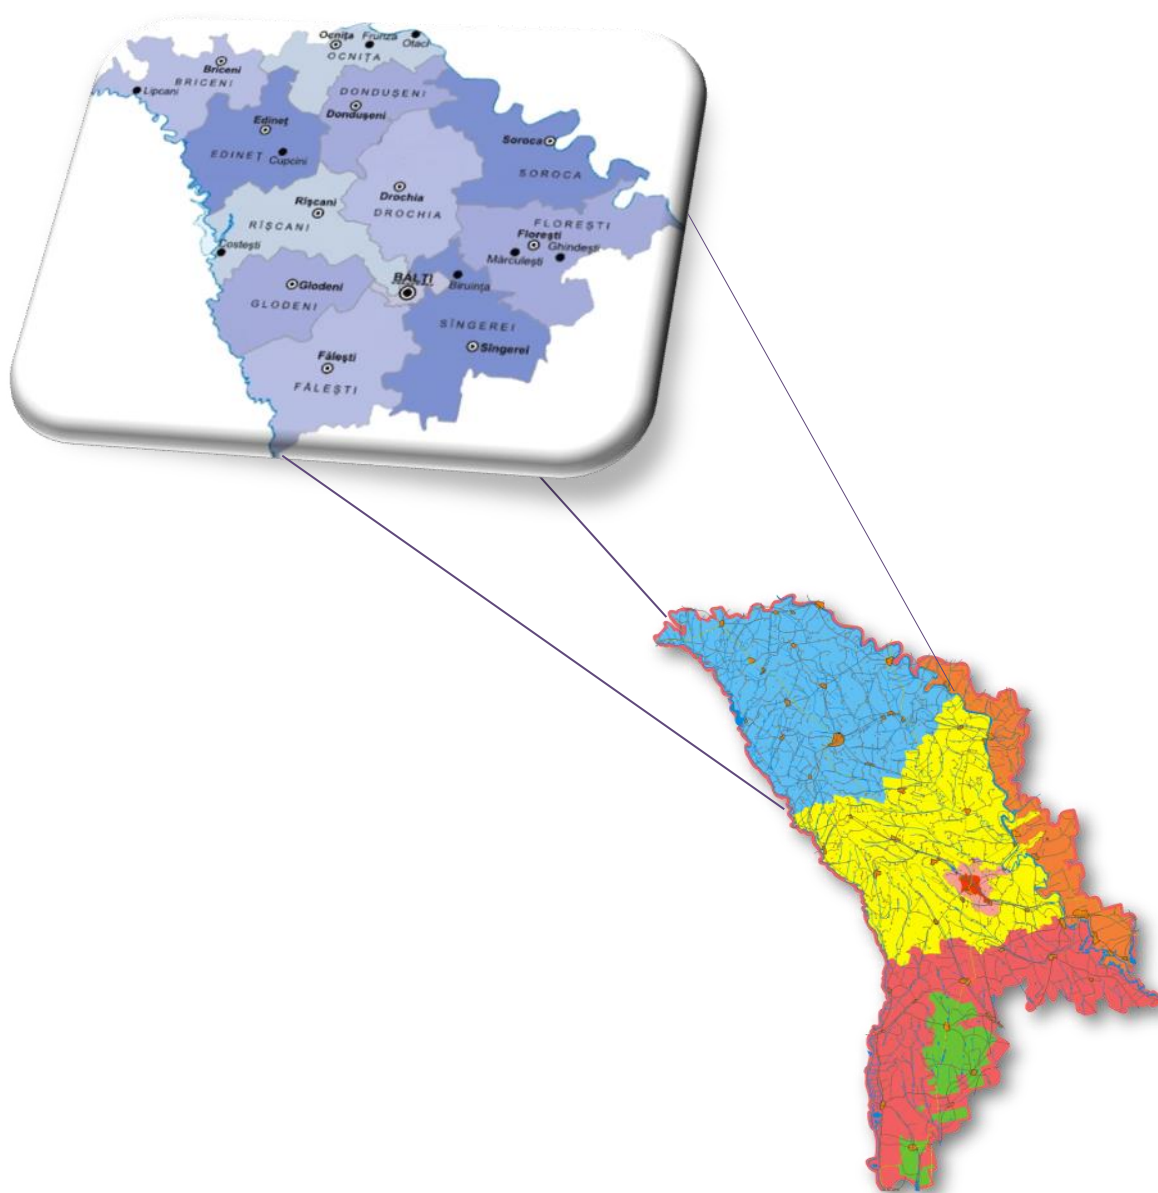 Ocnița
Frunză
Otaci
OCNIȚA
Briceni
BRICENI
Lipcani
DONDUȘENI
Dondușeni
Edineț
EDINEȚ
Cupcini
Soroca
SOROCA
Drochia
DROCHIA
Rîșcani
RÎȘCANI
FLOREȘTI
Florești
Ghindești
Mărculești
Costești
BĂLȚI
Biruința
Glodeni
GLODENI
SÎNGEREI
Sîngerei
Fălești
FĂLEȘTI